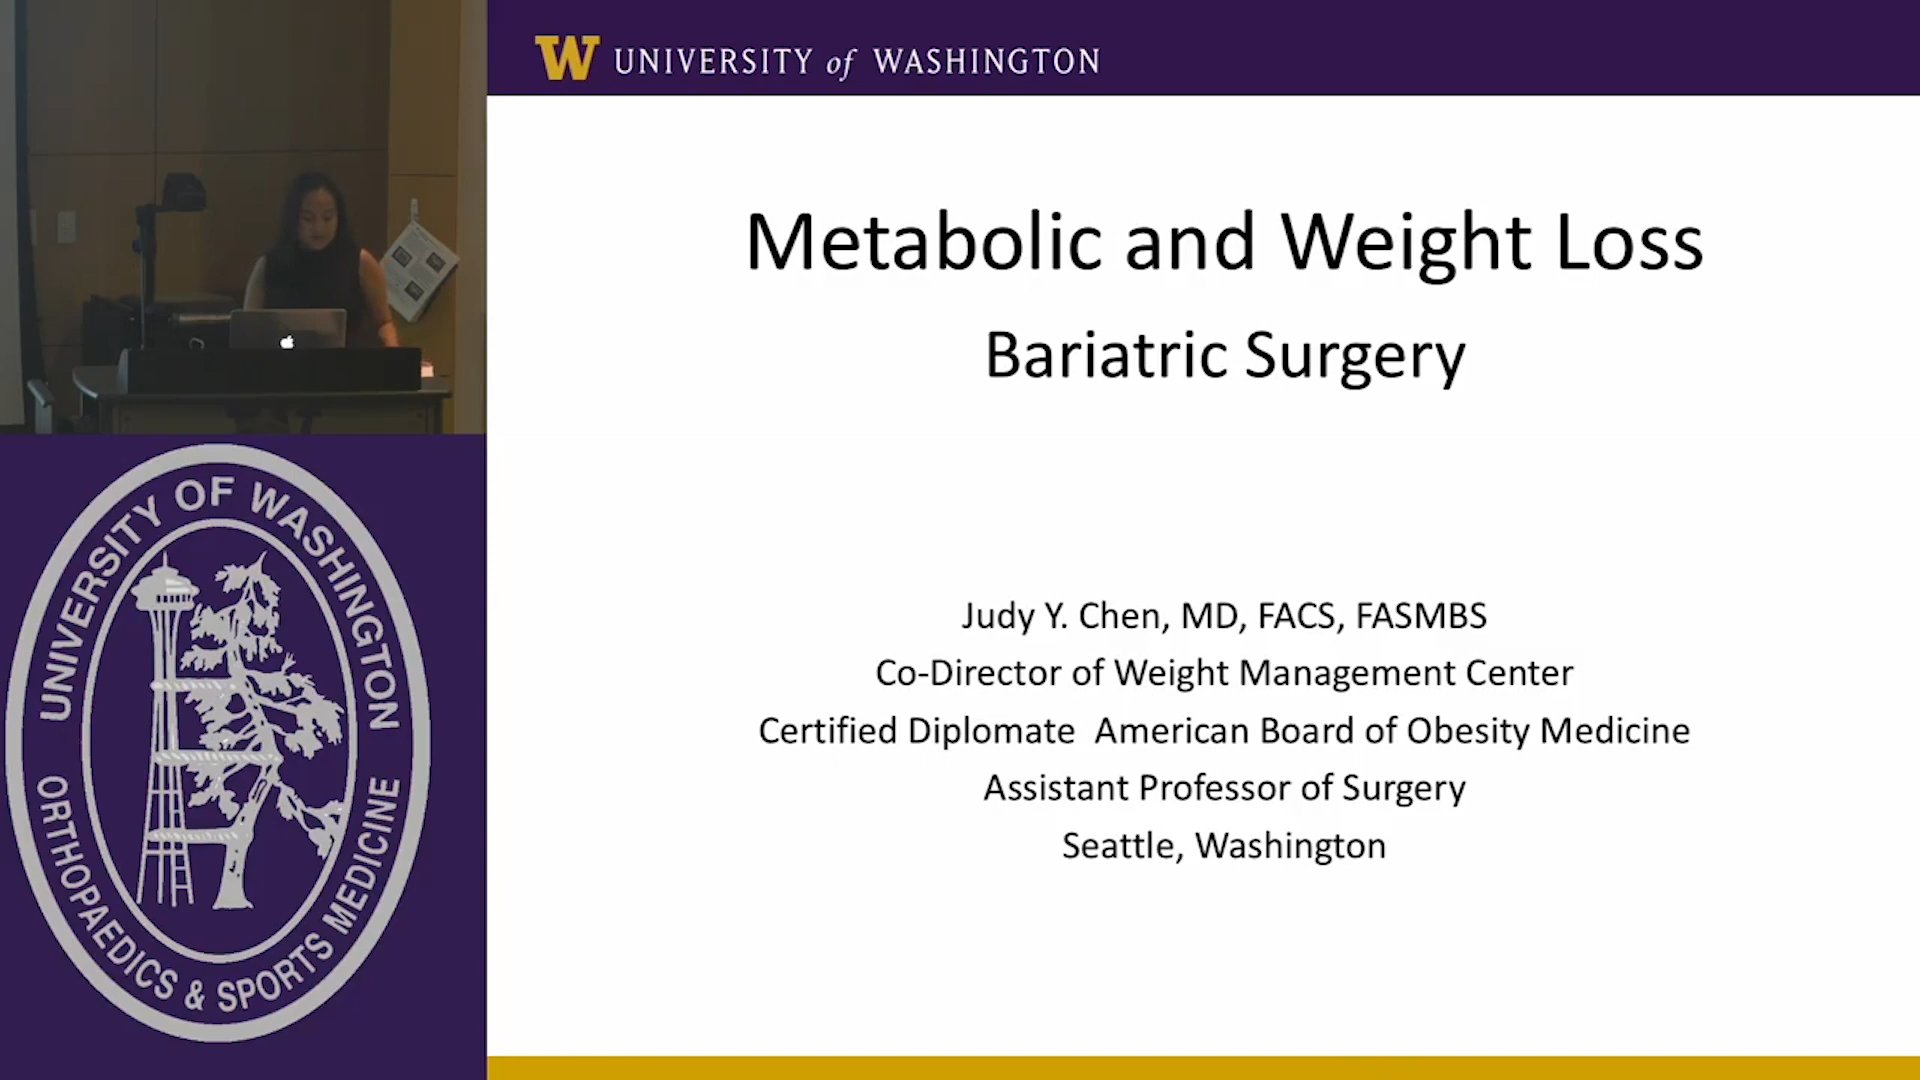 W UNIVERSITY of WASHINGTON
Metabolic and Weight Loss
Bariatric Surgery
Judy Y. Chen, MD, FACS, FASMBS
Co-Director of Weight Management Center
Certified Diplomate American Board of Obesity Medicine
Assistant Professor of Surgery
Seattle, Washington
UNIVERSITY OF WASHINGTON
ORTHOPAEDICS & SPORTS MEDICINE